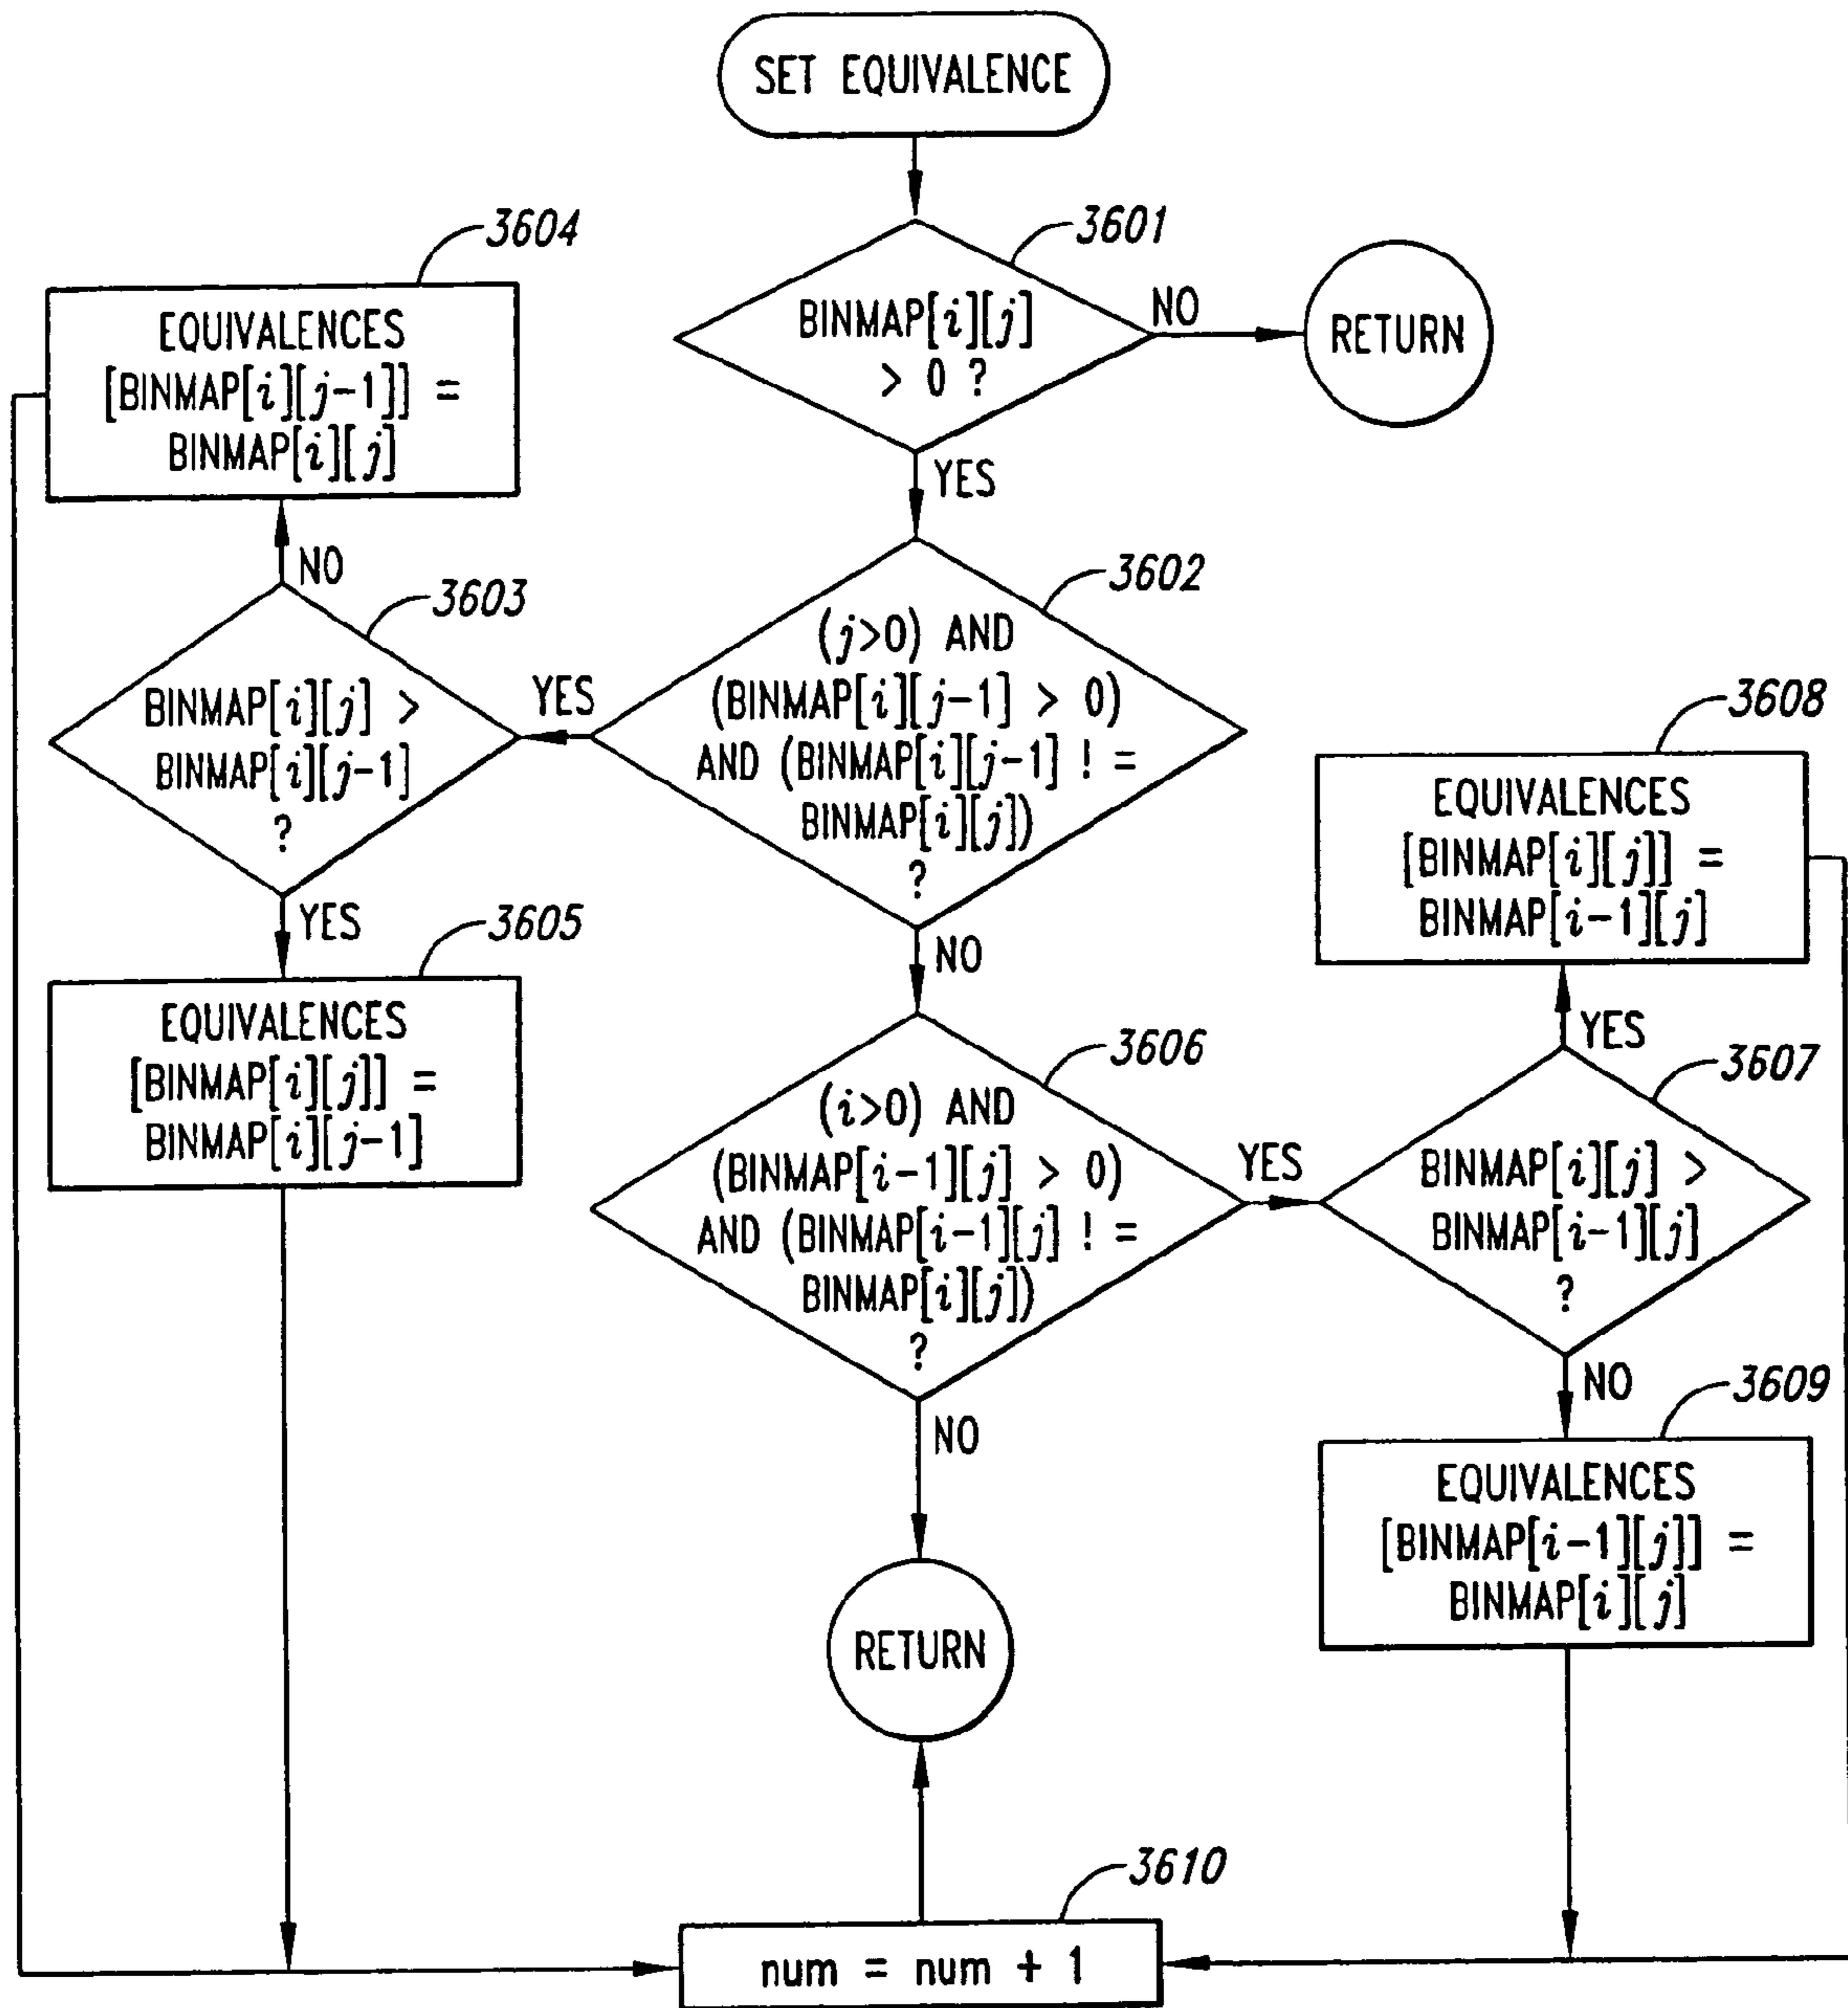 SET EQUIVALENCE
3601
BINMAP[i][j]
> 0 ?
NO
RETURN
YES
3604
EQUIVALENCES
[BINMAP[i][j-1]] =
BINMAP[i][j]
NO
3603
BINMAP[i][j] >
BINMAP[i][j-1]
?
YES
3602
(j>0) AND
(BINMAP[i][j-1] > 0)
AND (BINMAP[i][j-1] ! =
BINMAP[i][j])
?
YES
NO
3605
EQUIVALENCES
[BINMAP[i][j]] =
BINMAP[i][j-1]
3606
(i>0) AND
(BINMAP[i-1][j] > 0)
AND (BINMAP[i-1][j] ! =
BINMAP[i][j])
?
YES
NO
3608
EQUIVALENCES
[BINMAP[i][j]] =
BINMAP[i-1][j]
YES
3607
BINMAP[i][j] >
BINMAP[i-1][j]
?
NO
3609
EQUIVALENCES
[BINMAP[i-1][j]] =
BINMAP[i][j]
RETURN
3610
num = num + 1